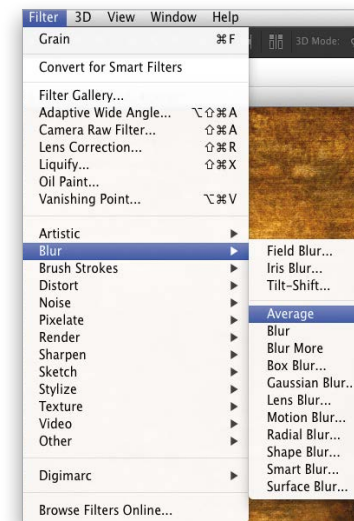 Filter 3D View Window Help
Grain ⌘F
3D Mode:
Convert for Smart Filters
Filter Gallery...
Adaptive Wide Angle... ⌥⇧⌘A
Camera Raw Filter... ⇧⌘A
Lens Correction... ⇧⌘R
Liquify... ⇧⌘X
Oil Paint...
Vanishing Point... ⌥⌘V
Artistic
Blur
Brush Strokes
Distort
Noise
Pixelate
Render
Sharpen
Sketch
Stylize
Texture
Video
Other
Digimarc
Browse Filters Online...
Field Blur...
Iris Blur...
Tilt-Shift...
Average
Blur
Blur More
Box Blur...
Gaussian Blur..
Lens Blur...
Motion Blur...
Radial Blur...
Shape Blur...
Smart Blur...
Surface Blur...